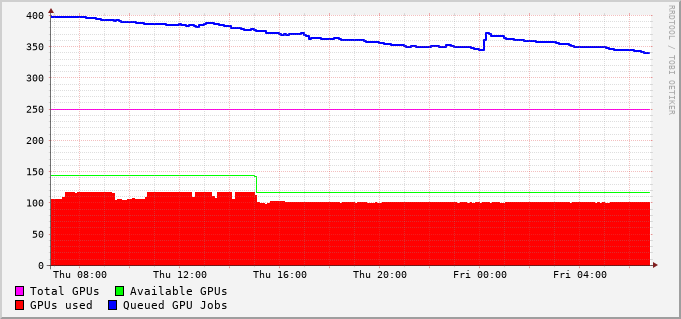 400
350
300
250
200
150
100
50
0
Thu 08:00 Thu 12:00 Thu 16:00 Thu 20:00 Fri 00:00 Fri 04:00
Total GPUs Available GPUs
GPUs used Queued GPU Jobs
RRDTOOL / TOBI OETIKER